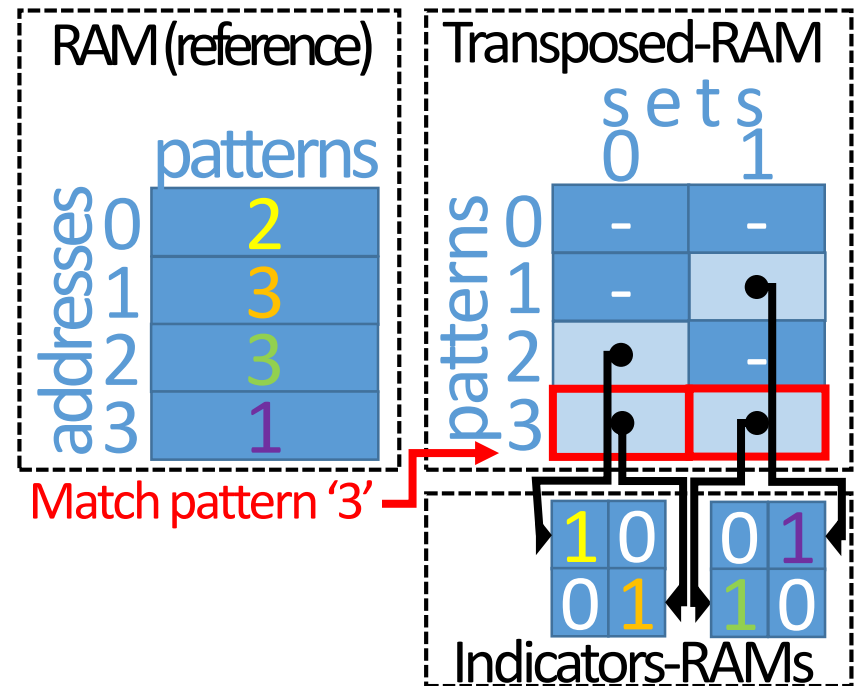 RAM (reference)
patterns
addresses
0 2
1 3
2 3
3 1
Match pattern ‘3’
Transposed-RAM
sets
0 1
patterns
0 - -
1 -
2 -
3
1 0 0 1
0 1 1 0
Indicators-RAMs